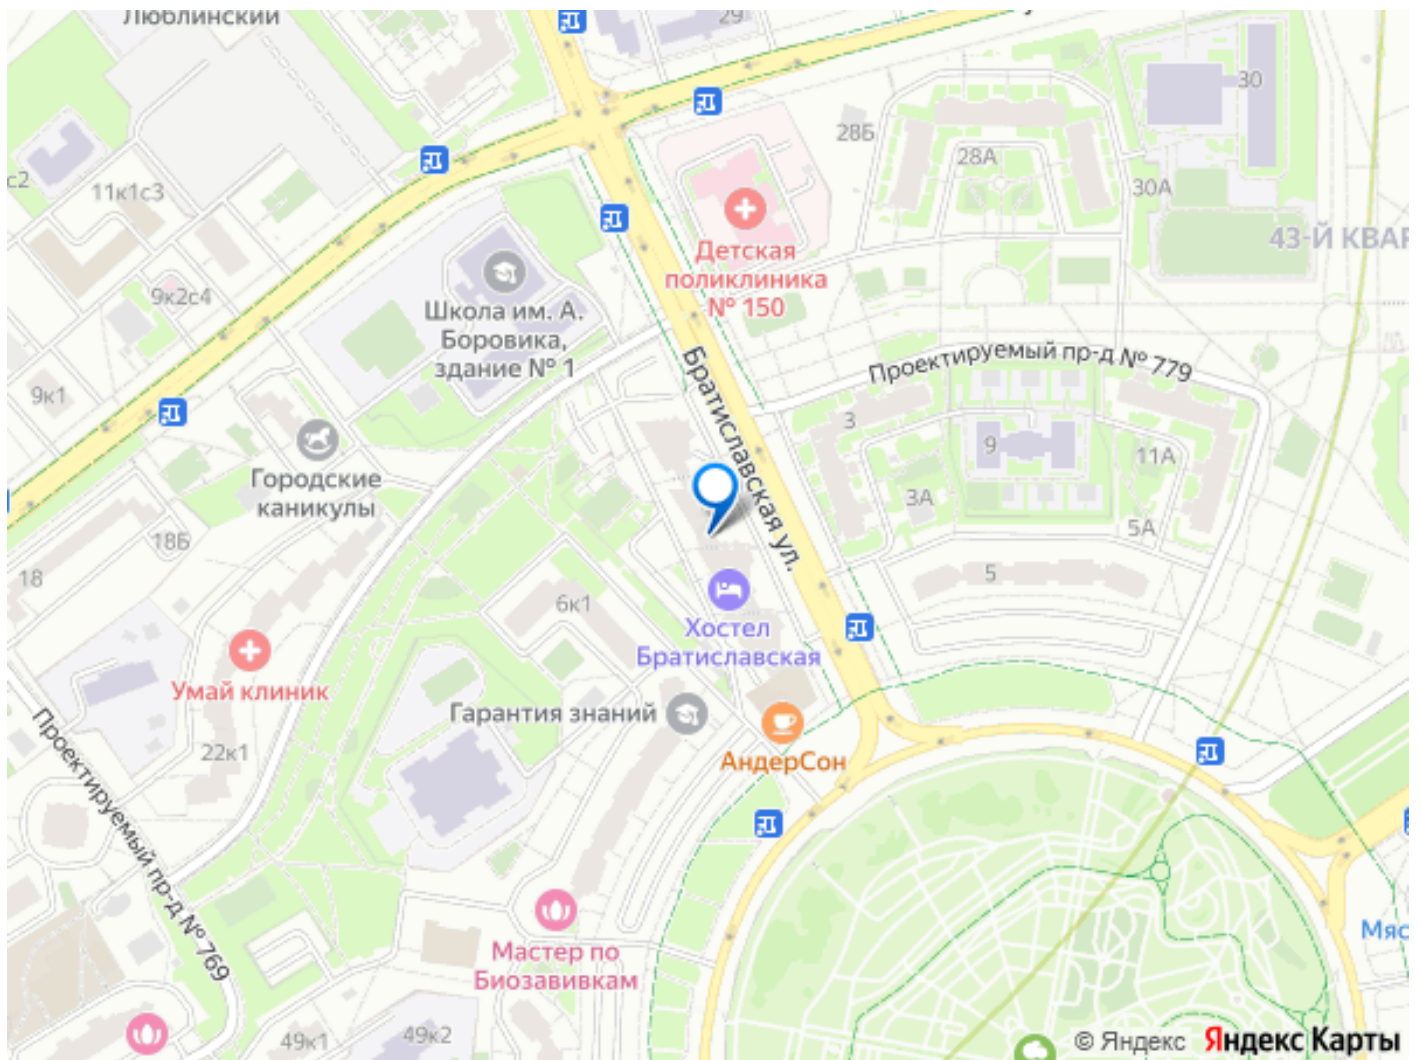 Люблинский
29
30
28Б
28А
30А
с2
11к1с3
43-Й КВАР
Детская
поликлиника
№ 150
9к2с4
Школа им. А.
Боровика,
здание № 1
Братиславская ул.
Проектируемый пр-д № 779
9к1
3
9
11А
Городские
каникулы
3А
5А
18Б
18
5
6к1
Хостел
Братиславская
Умай клиник
Гарантия знаний
22к1
АндерСон
Проектируемый пр-д № 769
Мастер по
Биозавивкам
Мяс
49к1
49к2
© Яндекс Яндекс Карты